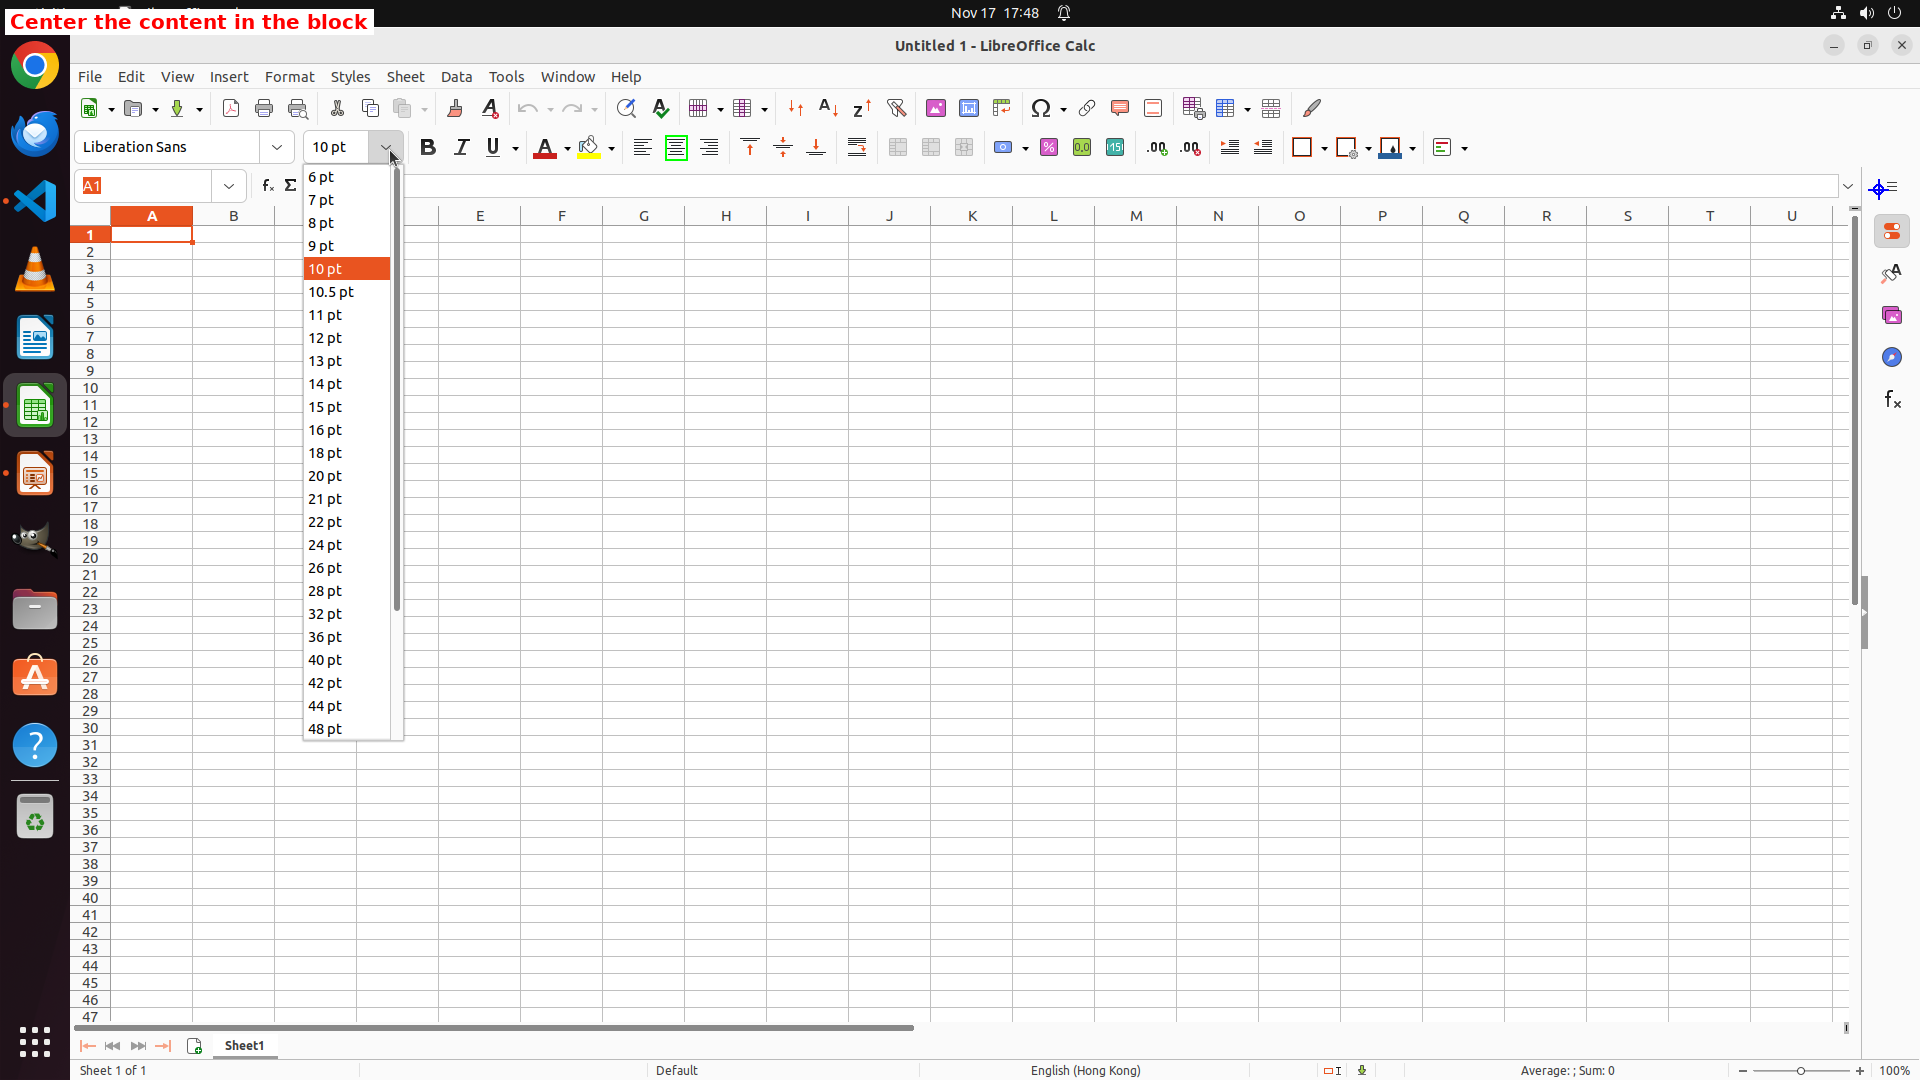 Center the content in the block
Nov 17 17:48
Untitled 1 - LibreOffice Calc
File Edit View Insert Format Styles Sheet Data Tools Window Help
Liberation Sans 10 pt
A1
6 pt
7 pt
8 pt
9 pt
10 pt
10.5 pt
11 pt
12 pt
13 pt
14 pt
15 pt
16 pt
18 pt
20 pt
21 pt
22 pt
24 pt
26 pt
28 pt
32 pt
36 pt
40 pt
42 pt
44 pt
48 pt
A B E F G H I J K L M N O P Q R S T U
1
2
3
4
5
6
7
8
9
10
11
12
13
14
15
16
17
18
19
20
21
22
23
24
25
26
27
28
29
30
31
32
33
34
35
36
37
38
39
40
41
42
43
44
45
46
47
Sheet1
Sheet 1 of 1 Default English (Hong Kong) Average: ; Sum: 0 100%